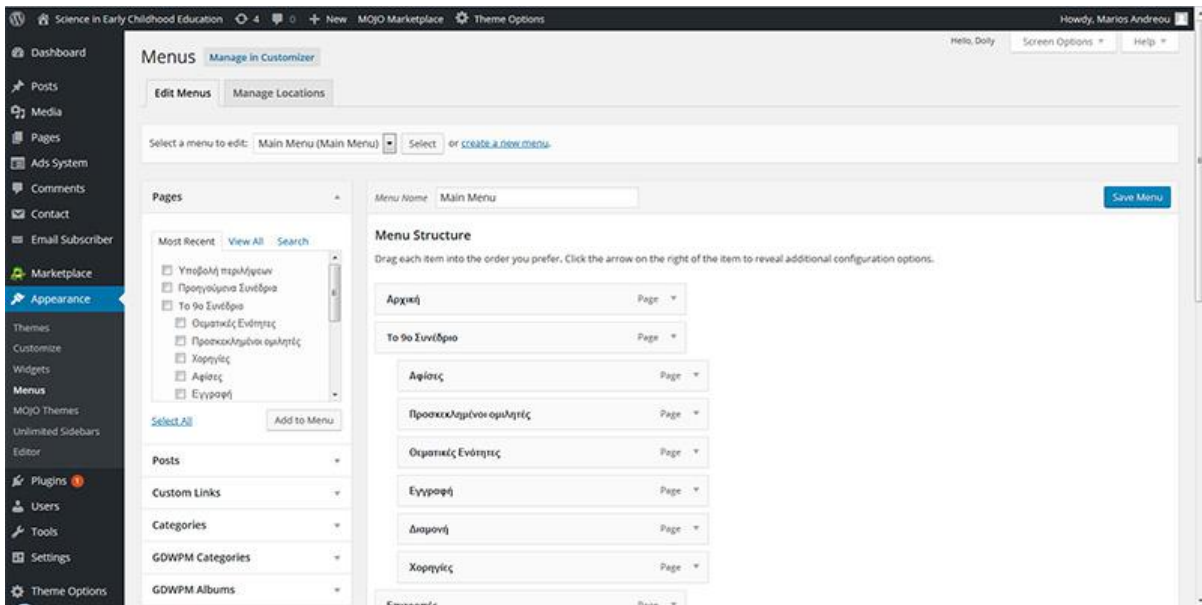 Science in Early Childhood Education 4 0 New MOJO Marketplace Theme Options Howdy, Marios Andreou
Hello, Dolly Screen Options Help
Dashboard
Posts
Media
Pages
Ads System
Comments
Contact
Email Subscriber
Marketplace
Appearance
Themes
Customize
Widgets
Menus
MOJO Themes
Unlimited Sidebars
Editor
Plugins 1
Users
Tools
Settings
Theme Options
Menus Manage in Customizer
Edit Menus Manage Locations
Select a menu to edit: Main Menu (Main Menu) Select or create a new menu.
Pages
Most Recent View All Search
Υποβολή περιλήψεων
Προηγούμενα Συνέδρια
Το 9ο Συνέδριο
Θεματικές Ενότητες
Προσκεκλημένοι ομιλητές
Χορηγίες
Αφίσες
Εγγραφή
Select All Add to Menu
Posts
Custom Links
Categories
GDWPM Categories
GDWPM Albums
Menu Name Main Menu Save Menu
Menu Structure
Drag each item into the order you prefer. Click the arrow on the right of the item to reveal additional configuration options.
Αρχική Page
Το 9ο Συνέδριο Page
Αφίσες Page
Προσκεκλημένοι ομιλητές Page
Θεματικές Ενότητες Page
Εγγραφή Page
Διαμονή Page
Χορηγίες Page